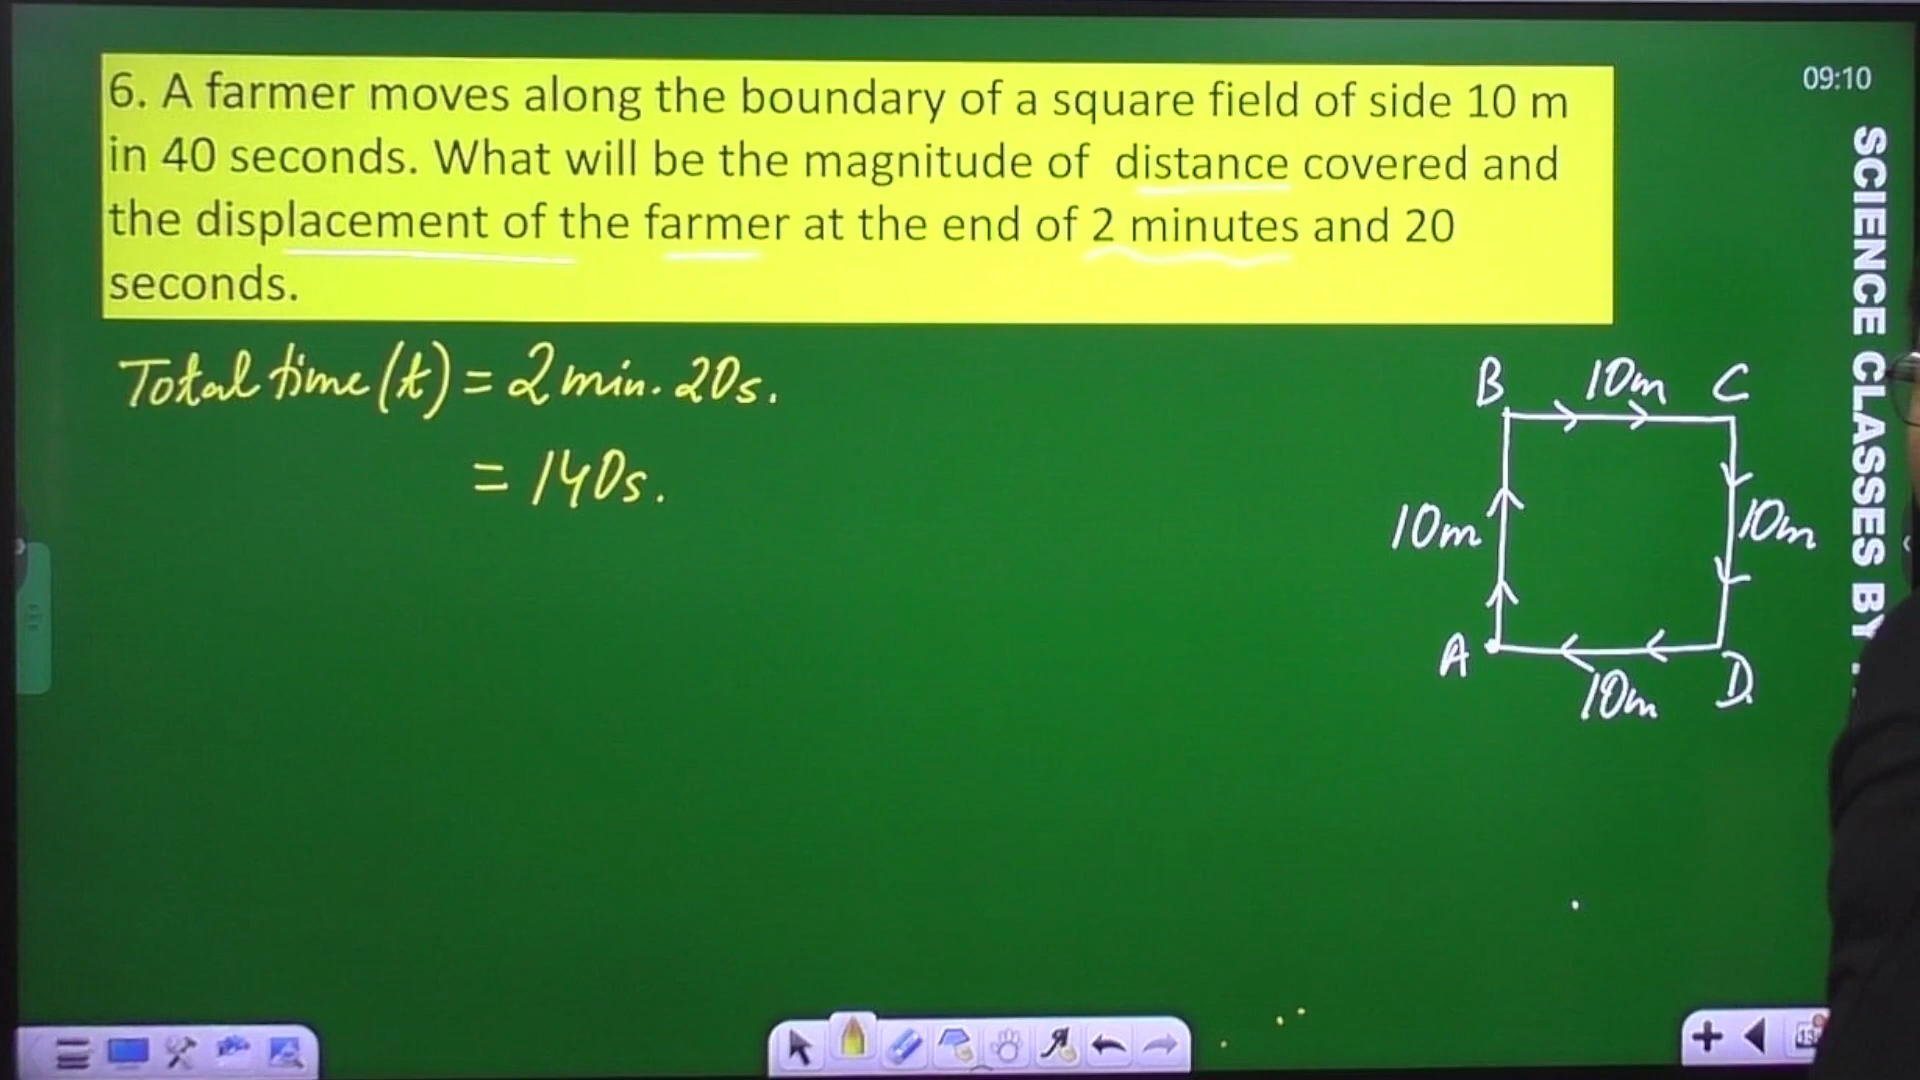 6. A farmer moves along the boundary of a square field of side 10 m
in 40 seconds. What will be the magnitude of distance covered and
the displacement of the farmer at the end of 2 minutes and 20
seconds.
09:10
SCIENCE CLASSES BY
Total time (t) = 2 min. 20s.
= 140s.
B 10m C
10m 10m
A 10m D